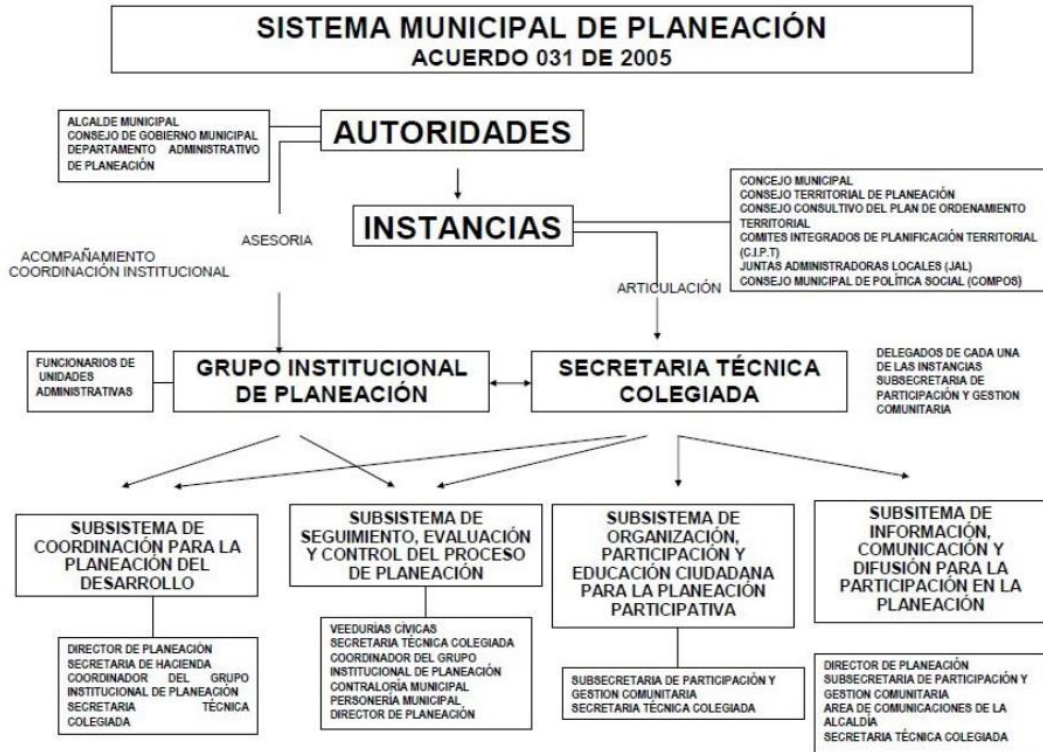 SISTEMA MUNICIPAL DE PLANEACIÓN
ACUERDO 031 DE 2005
ALCALDE MUNICIPAL
CONSEJO DE GOBIERNO MUNICIPAL
DEPARTAMENTO ADMINISTRATIVO
DE PLANEACIÓN
AUTORIDADES
INSTANCIAS
CONCEJO MUNICIPAL
CONSEJO TERRITORIAL DE PLANEACIÓN
CONSEJO CONSULTIVO DEL PLAN DE ORDENAMIENTO
TERRITORIAL
COMITES INTEGRADOS DE PLANIFICACIÓN TERRITORIAL
(C.I.P.T)
JUNTAS ADMINISTRADORAS LOCALES (JAL)
CONSEJO MUNICIPAL DE POLÍTICA SOCIAL (COMPOS)
ASESORIA
ACOMPAÑAMIENTO
COORDINACIÓN INSTITUCIONAL
ARTICULACIÓN
FUNCIONARIOS DE
UNIDADES
ADMINISTRATIVAS
GRUPO INSTITUCIONAL
DE PLANEACIÓN
SECRETARIA TÉCNICA
COLEGIADA
DELEGADOS DE CADA UNA
DE LAS INSTANCIAS
SUBSECRETARIA DE
PARTICIPACIÓN Y GESTION
COMUNITARIA
SUBSISTEMA DE
COORDINACIÓN PARA LA
PLANEACIÓN DEL
DESARROLLO
SUBSISTEMA DE
SEGUIMIENTO, EVALUACIÓN
Y CONTROL DEL PROCESO
DE PLANEACIÓN
SUBSISTEMA DE
ORGANIZACIÓN,
PARTICIPACIÓN Y
EDUCACIÓN CIUDADANA
PARA LA PLANEACIÓN
PARTICIPATIVA
SUBSITEMA DE
INFORMACIÓN,
COMUNICACIÓN Y
DIFUSIÓN PARA LA
PARTICIPACIÓN EN LA
PLANEACIÓN
DIRECTOR DE PLANEACIÓN
SECRETARIA DE HACIENDA
COORDINADOR DEL GRUPO
INSTITUCIONAL DE PLANEACIÓN
SECRETARIA TÉCNICA
COLEGIADA
VEEDURÍAS CÍVICAS
SECRETARIA TÉCNICA COLEGIADA
COORDINADOR DEL GRUPO
INSTITUCIONAL DE PLANEACIÓN
CONTRALORÍA MUNICIPAL
PERSONERÍA MUNICIPAL
DIRECTOR DE PLANEACIÓN
SUBSECRETARIA DE PARTICIPACIÓN Y
GESTION COMUNITARIA
SECRETARIA TÉCNICA COLEGIADA
DIRECTOR DE PLANEACIÓN
SUBSECRETARIA DE PARTICIPACIÓN Y
GESTION COMUNITARIA
AREA DE COMUNICACIONES DE LA
ALCALDÍA
SECRETARIA TÉCNICA COLEGIADA